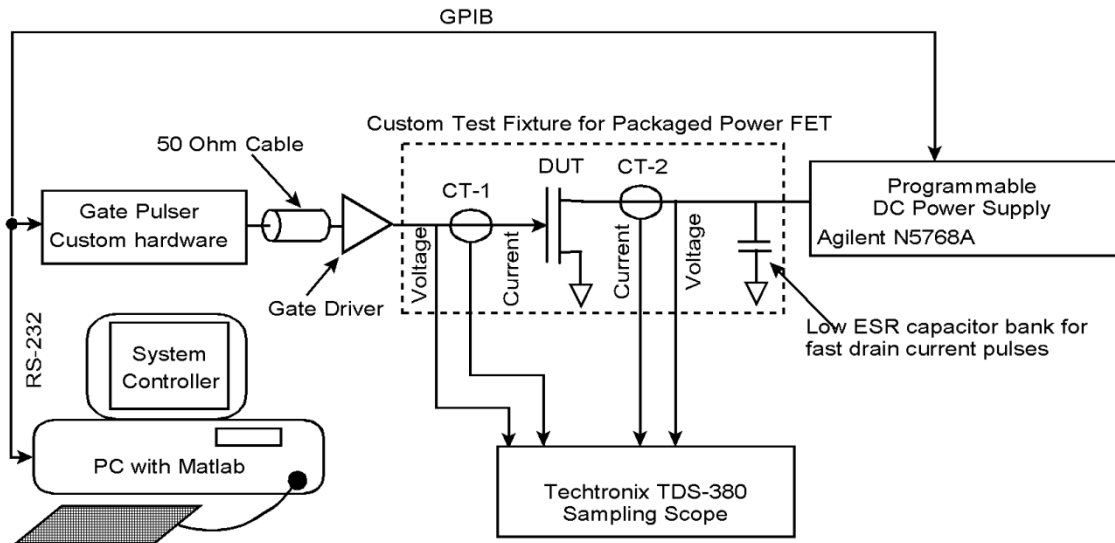 GPIB
Custom Test Fixture for Packaged Power FET
50 Ohm Cable
DUT
CT-1
CT-2
Gate Pulser
Custom hardware
Programmable
DC Power Supply
Agilent N5768A
Voltage
Current
Current
Voltage
Gate Driver
Low ESR capacitor bank for
fast drain current pulses
RS-232
System
Controller
PC with Matlab
Techtronix TDS-380
Sampling Scope